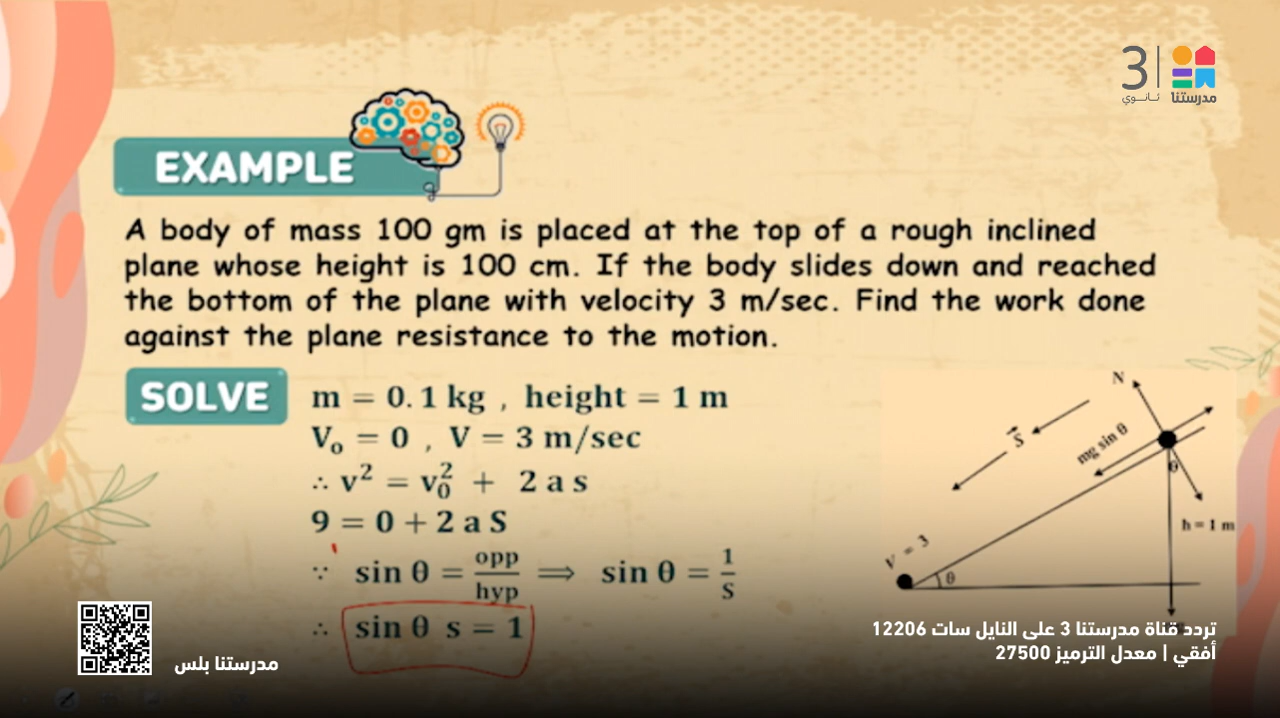 3
ثانوي
مدرستنا
EXAMPLE
A body of mass 100 gm is placed at the top of a rough inclined
plane whose height is 100 cm. If the body slides down and reached
the bottom of the plane with velocity 3 m/sec. Find the work done
against the plane resistance to the motion.
SOLVE
m = 0.1 kg , height = 1 m
V₀ = 0 , V = 3 m/sec
∴ v² = v₀² + 2 a s
9 = 0 + 2 a S
∵ sin θ = opp/hyp ⟹ sin θ = 1/S
∴ sin θ s = 1
N
S
mg sin θ
θ
h = 1 m
V = 3
θ
تردد قناة مدرستنا 3 على النايل سات 12206
أفقي | معدل الترميز 27500
مدرستنا بلس